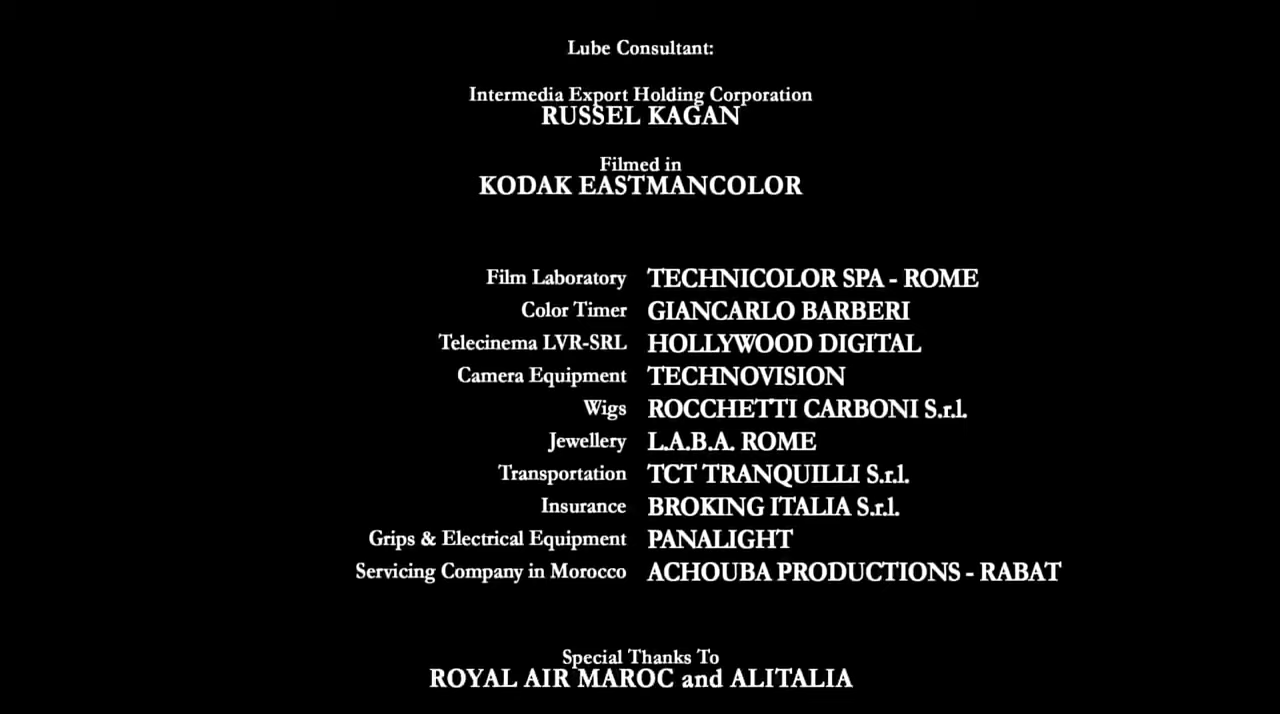 Lube Consultant:
Intermedia Export Holding Corporation
RUSSEL KAGAN
Filmed in
KODAK EASTMANCOLOR
Film Laboratory TECHNICOLOR SPA - ROME
Color Timer GIANCARLO BARBERI
Telecinema LVR-SRL HOLLYWOOD DIGITAL
Camera Equipment TECHNOVISION
Wigs ROCCHETTI CARBONI S.r.l.
Jewellery L.A.B.A. ROME
Transportation TCT TRANQUILLI S.r.l.
Insurance BROKING ITALIA S.r.l.
Grips & Electrical Equipment PANALIGHT
Servicing Company in Morocco ACHOUBA PRODUCTIONS - RABAT
Special Thanks To
ROYAL AIR MAROC and ALITALIA